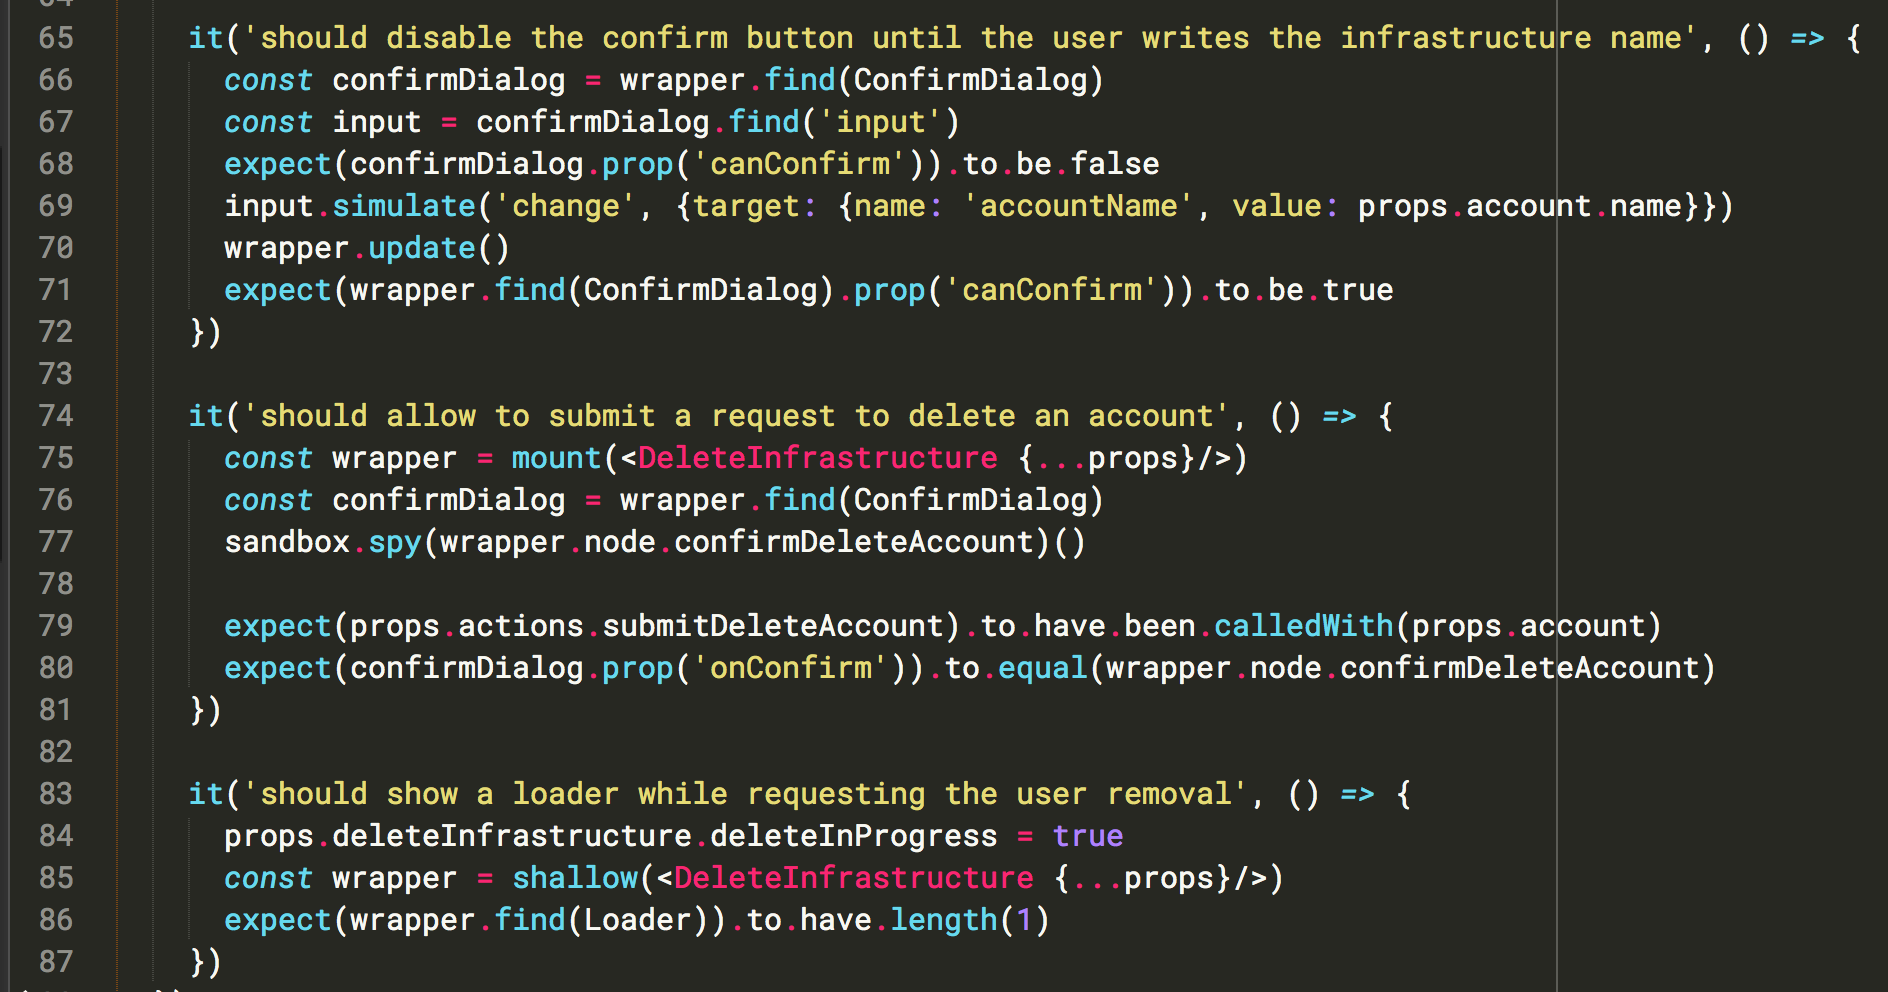 65 it('should disable the confirm button until the user writes the infrastructure name', () => {
66 const confirmDialog = wrapper.find(ConfirmDialog)
67 const input = confirmDialog.find('input')
68 expect(confirmDialog.prop('canConfirm')).to.be.false
69 input.simulate('change', {target: {name: 'accountName', value: props.account.name}})
70 wrapper.update()
71 expect(wrapper.find(ConfirmDialog).prop('canConfirm')).to.be.true
72 })
73
74 it('should allow to submit a request to delete an account', () => {
75 const wrapper = mount(<DeleteInfrastructure {...props}/>)
76 const confirmDialog = wrapper.find(ConfirmDialog)
77 sandbox.spy(wrapper.node.confirmDeleteAccount)()
78
79 expect(props.actions.submitDeleteAccount).to.have.been.calledWith(props.account)
80 expect(confirmDialog.prop('onConfirm')).to.equal(wrapper.node.confirmDeleteAccount)
81 })
82
83 it('should show a loader while requesting the user removal', () => {
84 props.deleteInfrastructure.deleteInProgress = true
85 const wrapper = shallow(<DeleteInfrastructure {...props}/>)
86 expect(wrapper.find(Loader)).to.have.length(1)
87 })